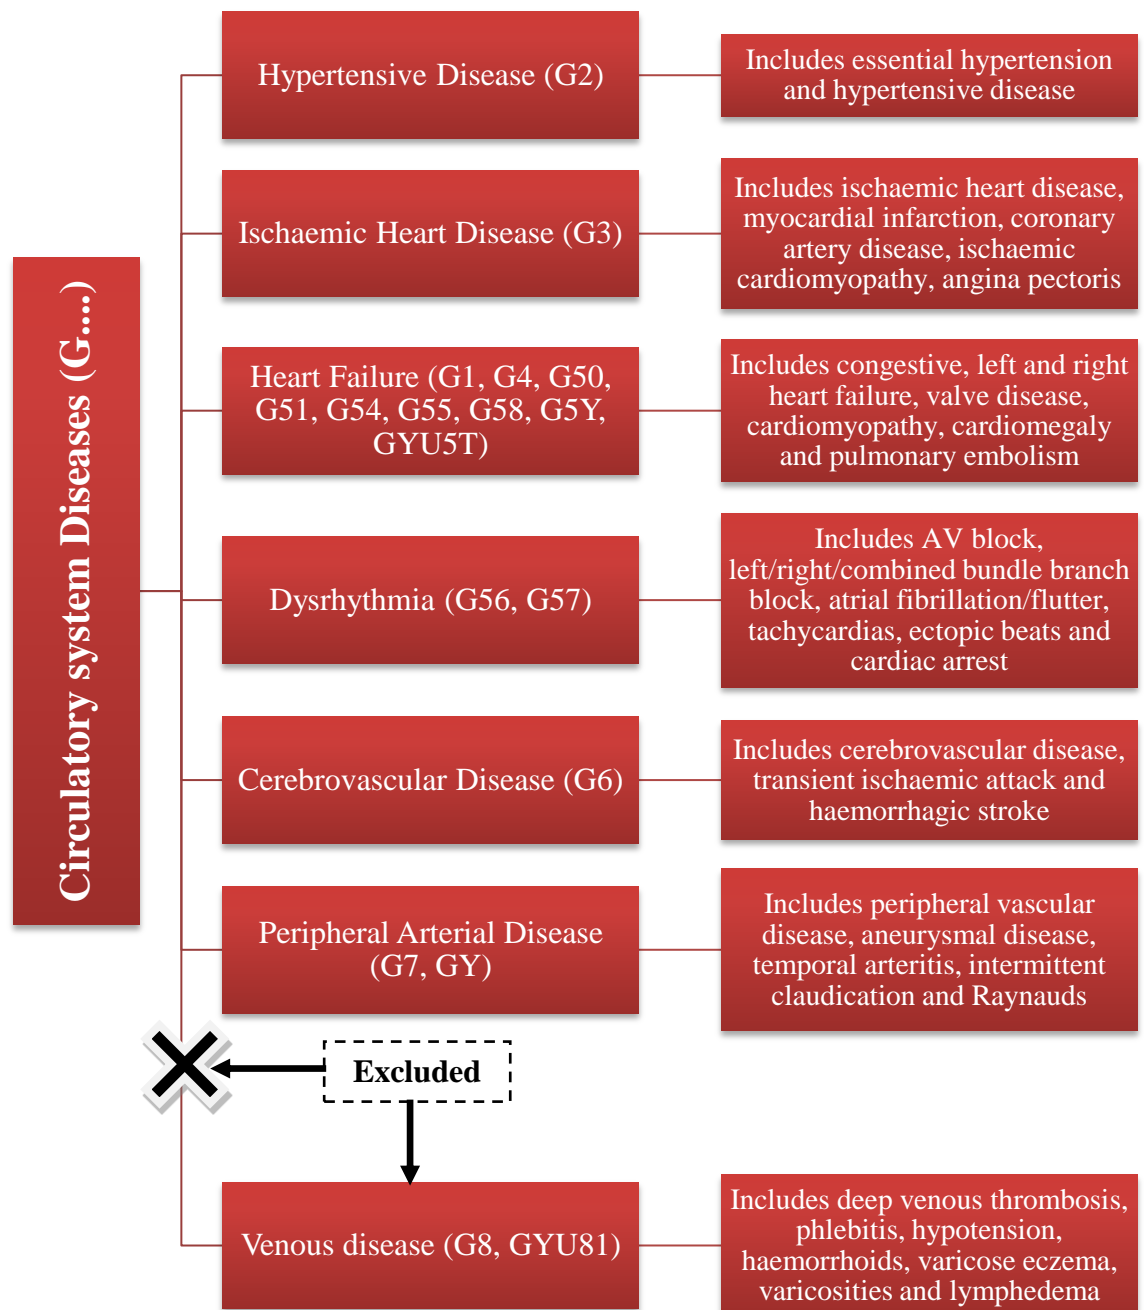 Circulatory system Diseases (G....)
Hypertensive Disease (G2)
Includes essential hypertension
and hypertensive disease
Ischaemic Heart Disease (G3)
Includes ischaemic heart disease,
myocardial infarction, coronary
artery disease, ischaemic
cardiomyopathy, angina pectoris
Heart Failure (G1, G4, G50,
G51, G54, G55, G58, G5Y,
GYU5T)
Includes congestive, left and right
heart failure, valve disease,
cardiomyopathy, cardiomegaly
and pulmonary embolism
Dysrhythmia (G56, G57)
Includes AV block,
left/right/combined bundle branch
block, atrial fibrillation/flutter,
tachycardias, ectopic beats and
cardiac arrest
Cerebrovascular Disease (G6)
Includes cerebrovascular disease,
transient ischaemic attack and
haemorrhagic stroke
Peripheral Arterial Disease
(G7, GY)
Includes peripheral vascular
disease, aneurysmal disease,
temporal arteritis, intermittent
claudication and Raynauds
Excluded
Venous disease (G8, GYU81)
Includes deep venous thrombosis,
phlebitis, hypotension,
haemorrhoids, varicose eczema,
varicosities and lymphedema